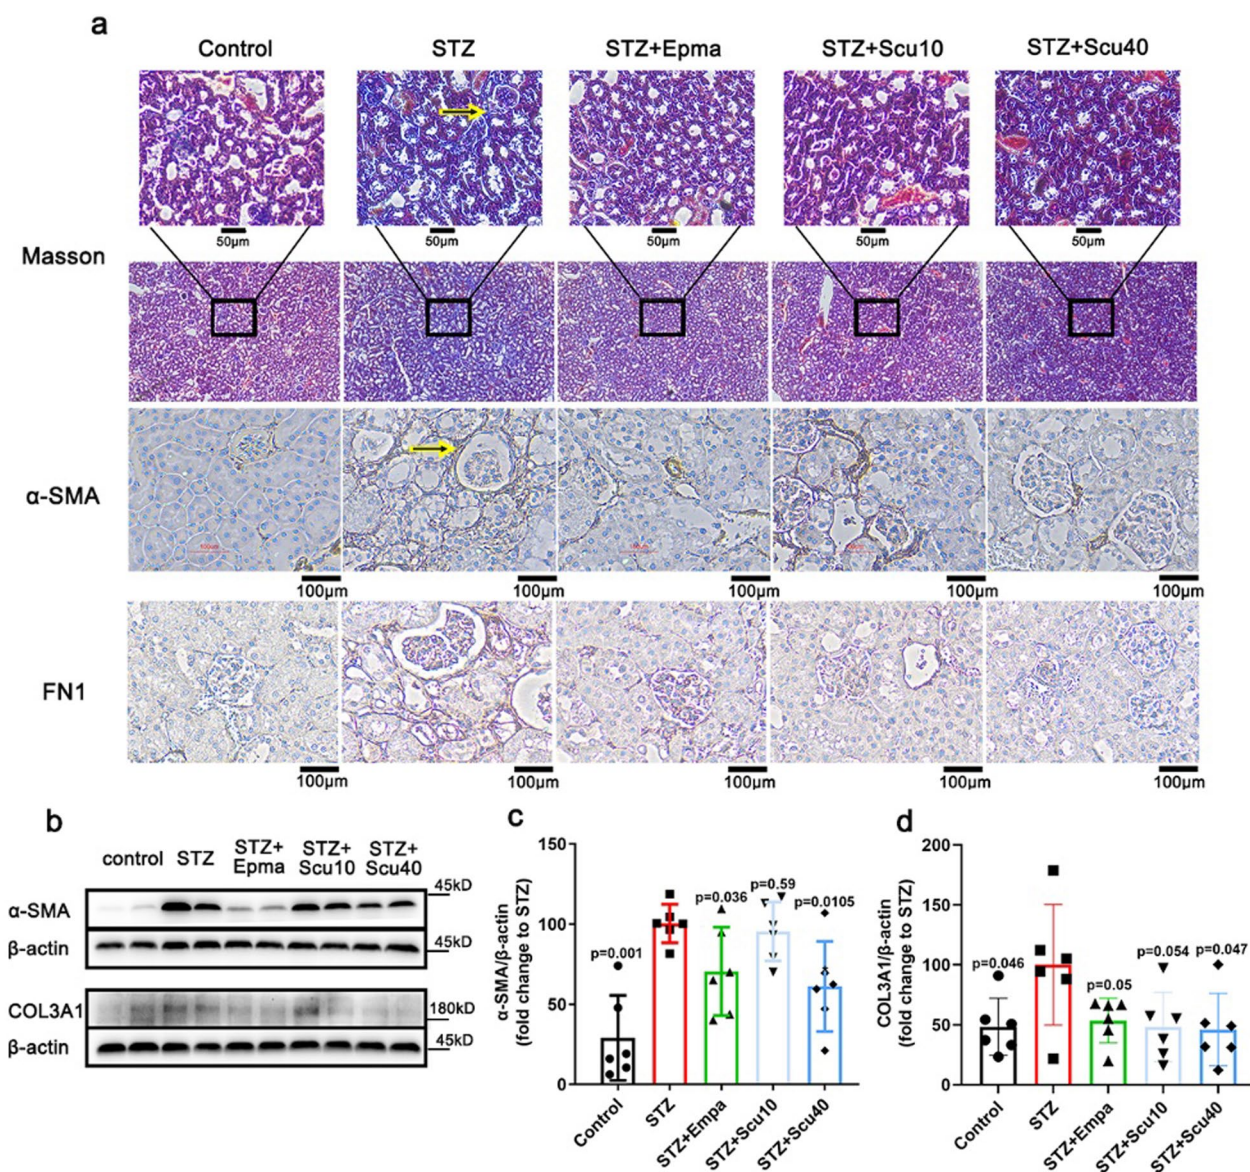 a
Control STZ STZ+Epma STZ+Scu10 STZ+Scu40
50μm 50μm 50μm 50μm 50μm
Masson
α-SMA
100μm 100μm 100μm 100μm 100μm
FN1
100μm 100μm 100μm 100μm 100μm
b
control STZ STZ+ Epma STZ+ Scu10 STZ+ Scu40
α-SMA 45kD
β-actin 45kD
COL3A1 180kD
β-actin 45kD
c
α-SMA/β-actin
(fold change to STZ)
150
100
50
0
p=0.001
p=0.036
p=0.59
p=0.0105
Control STZ STZ+Empa STZ+Scu10 STZ+Scu40
d
COL3A1/β-actin
(fold change to STZ)
200
150
100
50
0
p=0.046
p=0.05
p=0.054
p=0.047
Control STZ STZ+Empa STZ+Scu10 STZ+Scu40